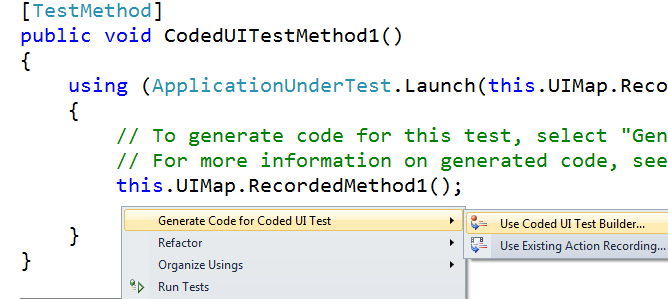 [TestMethod]
public void CodedUITestMethod1()
{
using (ApplicationUnderTest.Launch(this.UIMap.Reco
{
// To generate code for this test, select "Gen
// For more information on generated code, see
this.UIMap.RecordedMethod1();
Generate Code for Coded UI Test
Use Coded UI Test Builder...
}
Refactor
Use Existing Action Recording...
}
Organize Usings
Run Tests